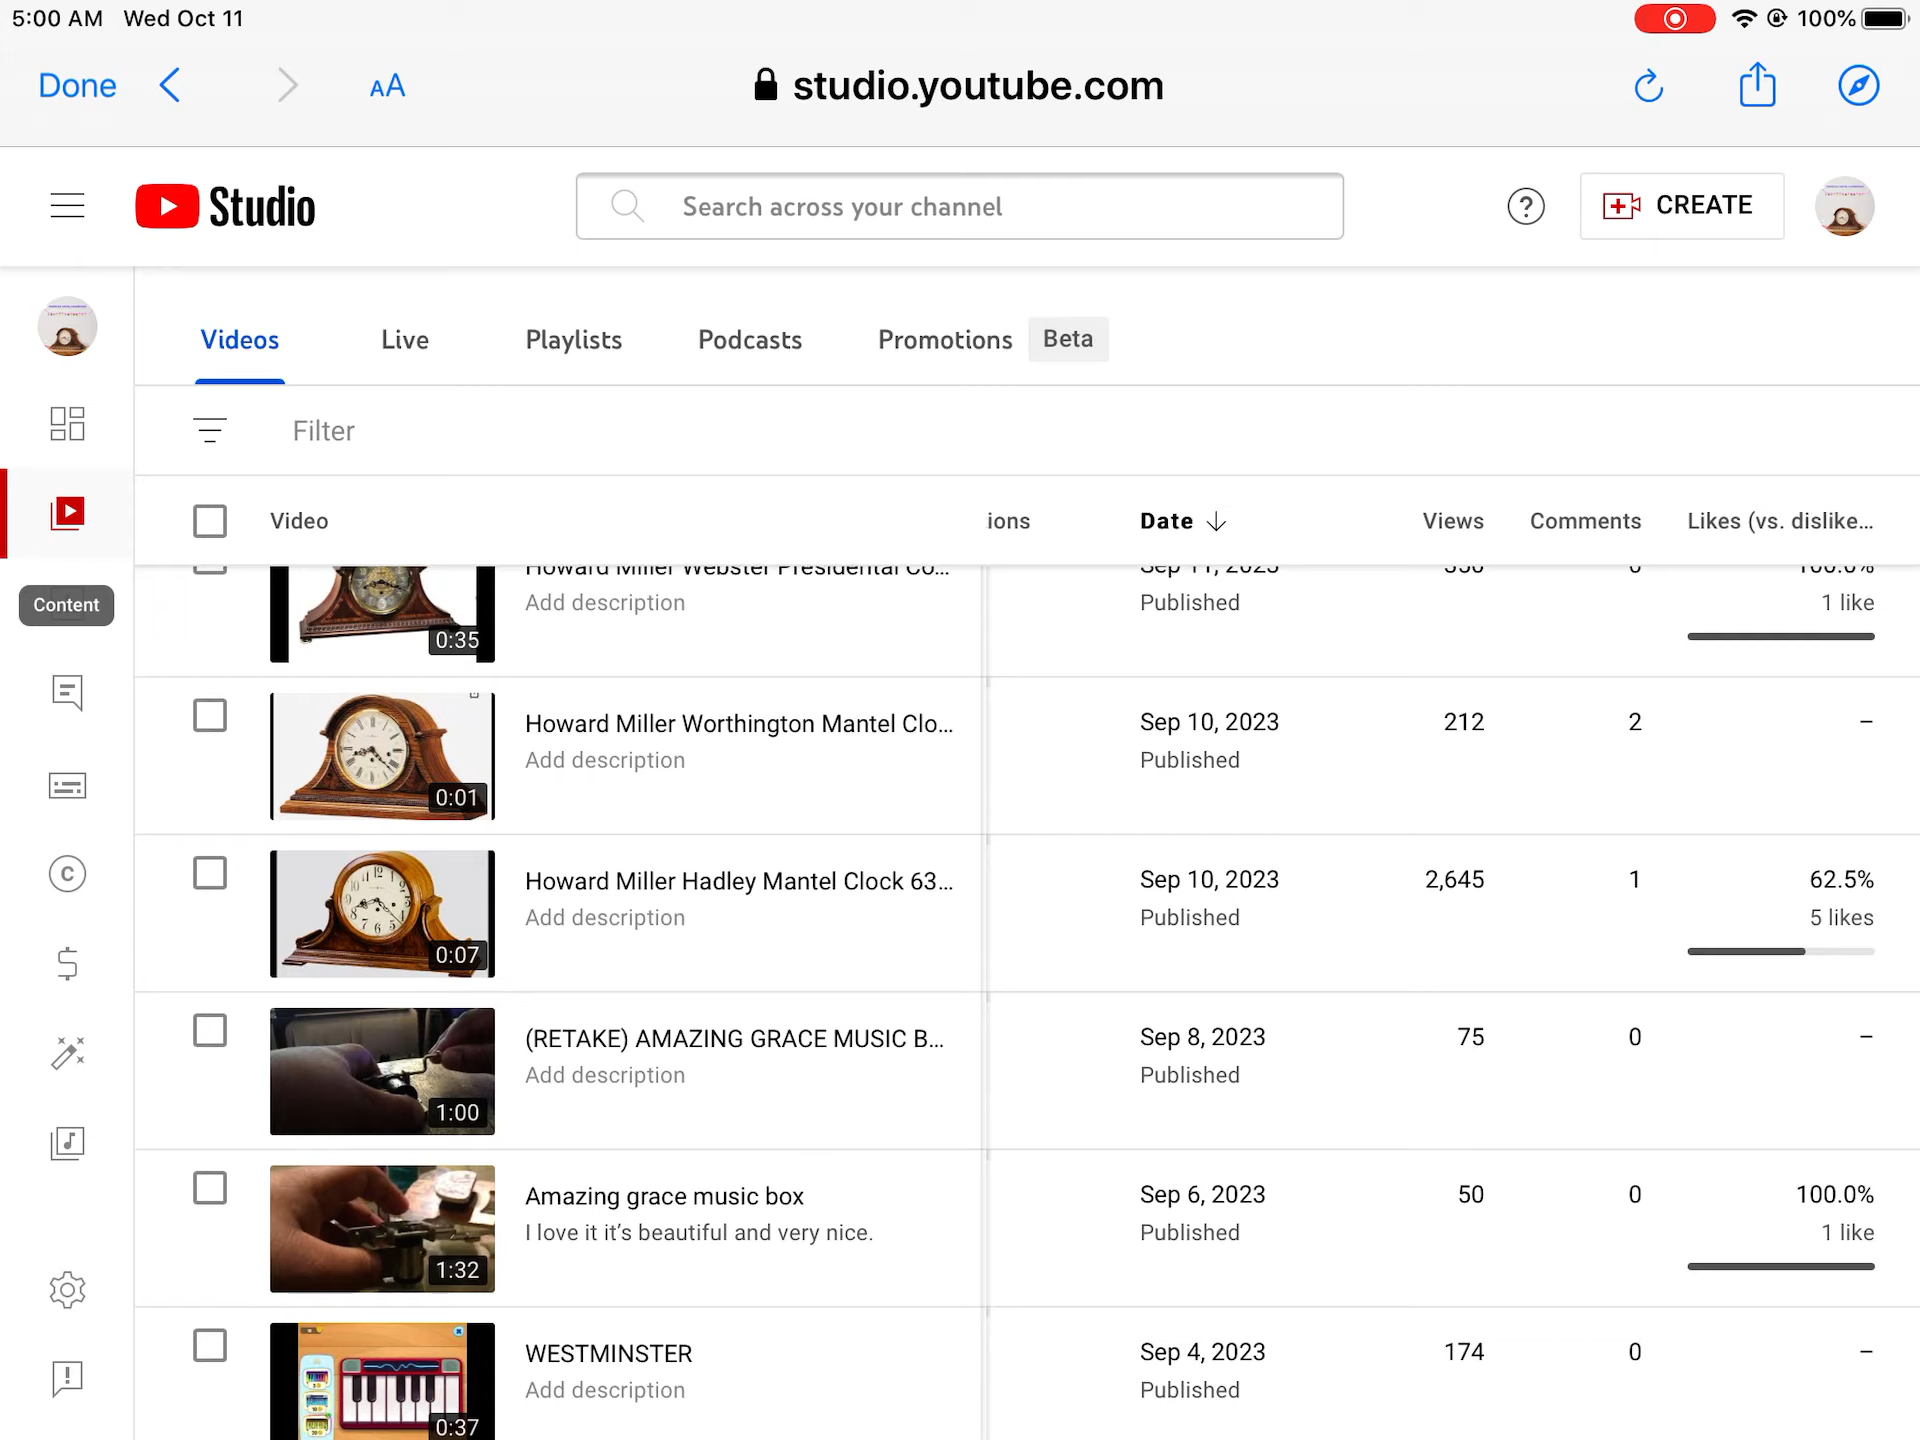 5:00 AM Wed Oct 11
100%
Done
AA
studio.youtube.com
Studio
Search across your channel
?
CREATE
Videos
Live
Playlists
Podcasts
Promotions
Beta
Filter
Video
ions
Date
Views
Comments
Likes (vs. dislike...
Content
Howard Miller Webster Presidential Co...
Add description
0:35
Published
1 like
Howard Miller Worthington Mantel Clo...
Add description
0:01
Sep 10, 2023
Published
212
2
–
Howard Miller Hadley Mantel Clock 63...
Add description
0:07
Sep 10, 2023
Published
2,645
1
62.5%
5 likes
(RETAKE) AMAZING GRACE MUSIC B...
Add description
1:00
Sep 8, 2023
Published
75
0
–
Amazing grace music box
I love it it's beautiful and very nice.
1:32
Sep 6, 2023
Published
50
0
100.0%
1 like
WESTMINSTER
Add description
0:37
Sep 4, 2023
Published
174
0
–